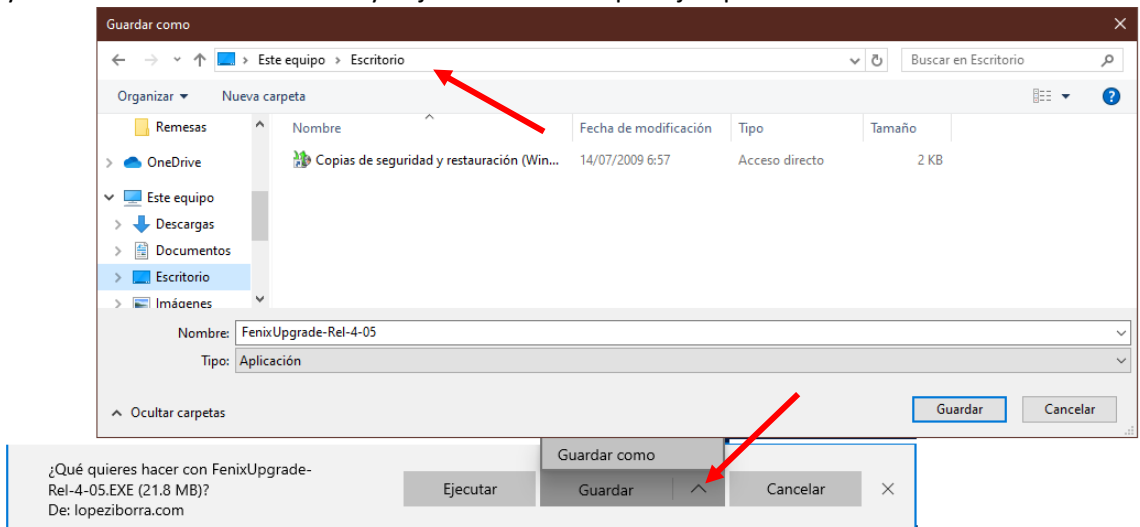 Guardar como
Este equipo > Escritorio
Buscar en Escritorio
Organizar
Nueva carpeta
Nombre Fecha de modificación Tipo Tamaño
Remesas
OneDrive
Este equipo
Descargas
Documentos
Escritorio
Imágenes
Copias de seguridad y restauración (Win... 14/07/2009 6:57 Acceso directo 2 KB
Nombre: FenixUpgrade-Rel-4-05
Tipo: Aplicación
Ocultar carpetas
Guardar Cancelar
Guardar como
¿Qué quieres hacer con FenixUpgrade-
Rel-4-05.EXE (21.8 MB)?
De: lopeziborra.com
Ejecutar Guardar Cancelar